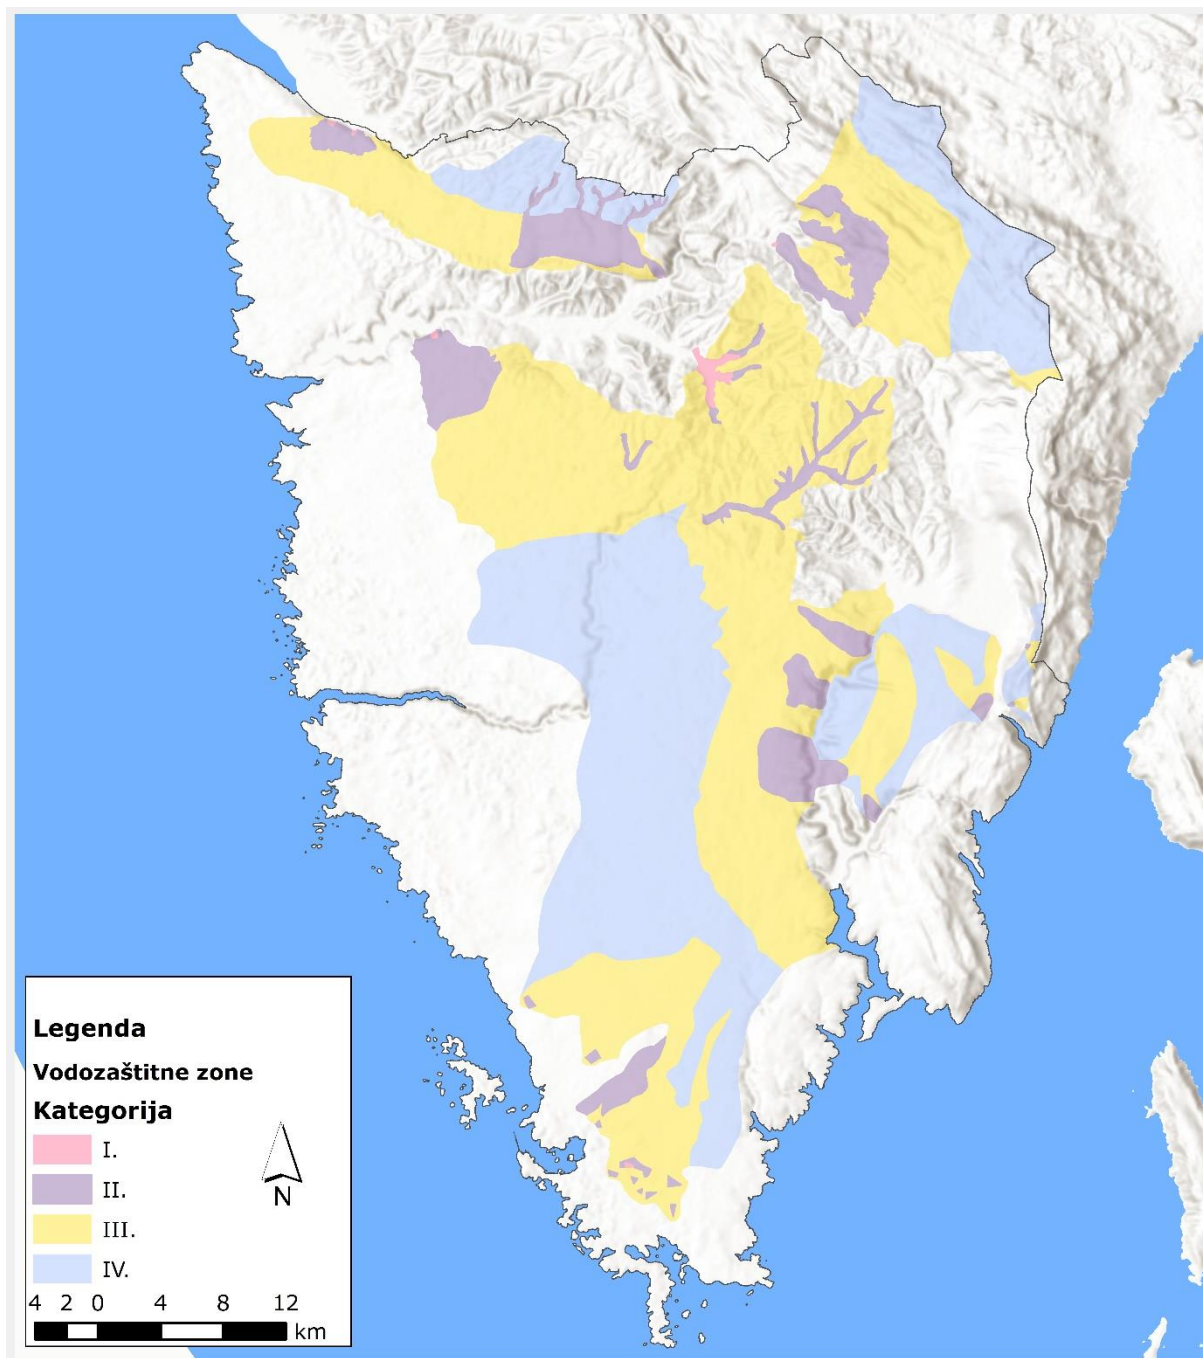 Legenda
Vodozaštitne zone
Kategorija
I.
II.
III.
IV.
N
4 2 0 4 8 12
km